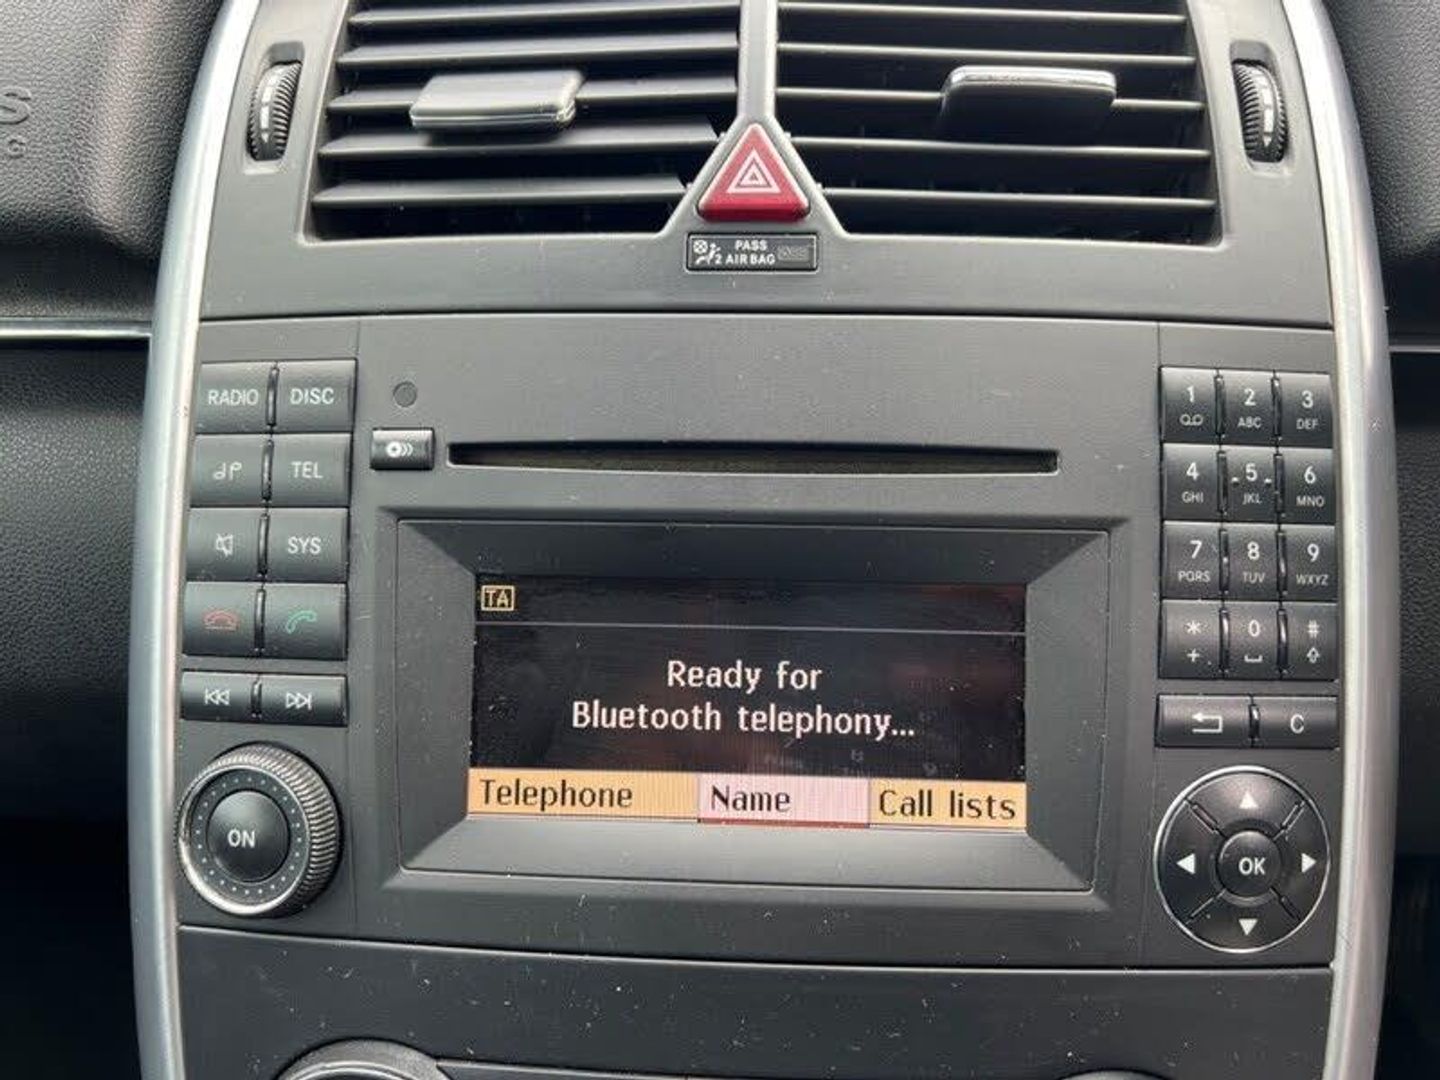 PASS
2 AIR BAG
RADIO DISC
TEL
SYS
ON
TA
Ready for
Bluetooth telephony...
Telephone Name Call lists
1 2 3
ABC DEF
4 5 6
GHI JKL MNO
7 8 9
PQRS TUV WXYZ
* 0 #
+
C
OK